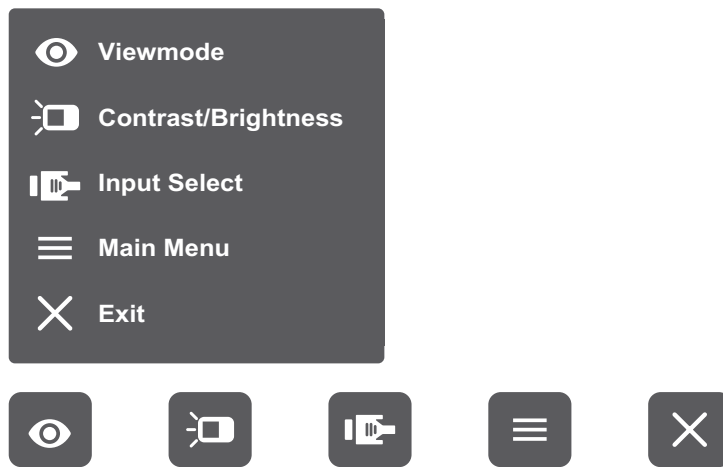 Viewmode
Contrast/Brightness
Input Select
Main Menu
Exit